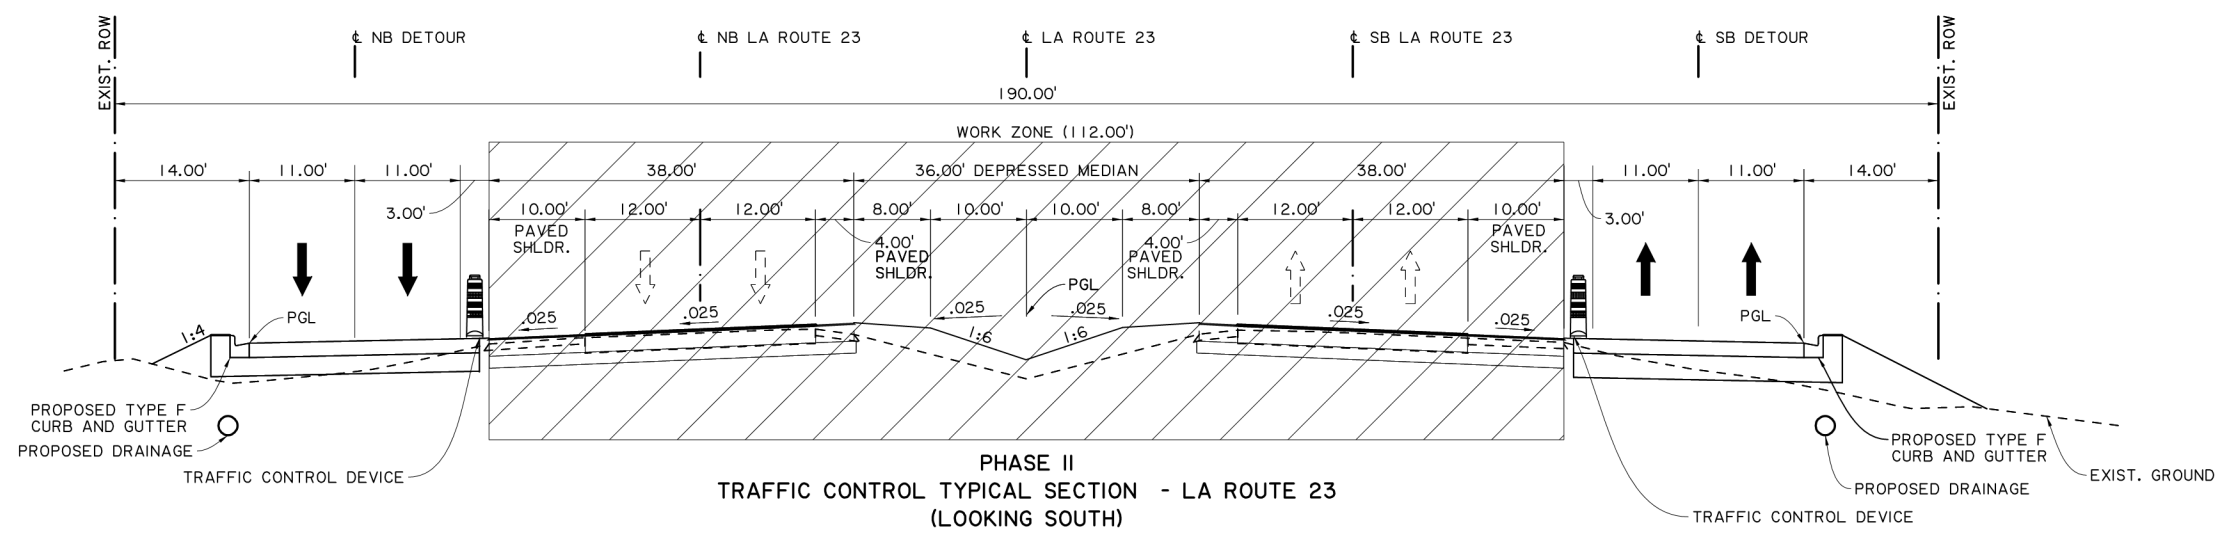 EXIST. ROW
℄ NB DETOUR
℄ NB LA ROUTE 23
℄ LA ROUTE 23
℄ SB LA ROUTE 23
℄ SB DETOUR
EXIST. ROW
190.00'
WORK ZONE (112.00')
14.00'
11.00'
11.00'
38.00'
36.00' DEPRESSED MEDIAN
38.00'
11.00'
11.00'
14.00'
3.00'
10.00'
PAVED
SHLDR.
12.00'
12.00'
4.00'
PAVED
SHLDR.
8.00'
10.00'
10.00'
8.00'
4.00'
PAVED
SHLDR.
12.00'
12.00'
10.00'
PAVED
SHLDR.
3.00'
1:4
PGL
.025
.025
.025
1:6
PGL
.025
1:6
.025
.025
PGL
PROPOSED TYPE F
CURB AND GUTTER
PROPOSED DRAINAGE
TRAFFIC CONTROL DEVICE
PROPOSED TYPE F
CURB AND GUTTER
EXIST. GROUND
PROPOSED DRAINAGE
TRAFFIC CONTROL DEVICE
PHASE II
TRAFFIC CONTROL TYPICAL SECTION - LA ROUTE 23
(LOOKING SOUTH)